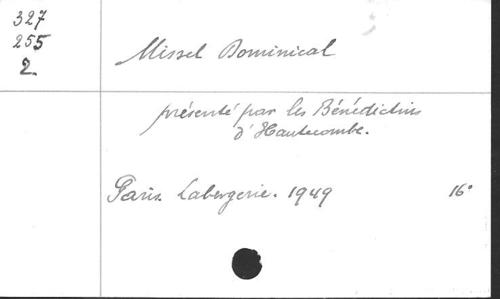 327
255
2
Missel Dominical
présenté par les Bénédictins
d'Hautecombe.
Paris. Labergerie. 1949 16°